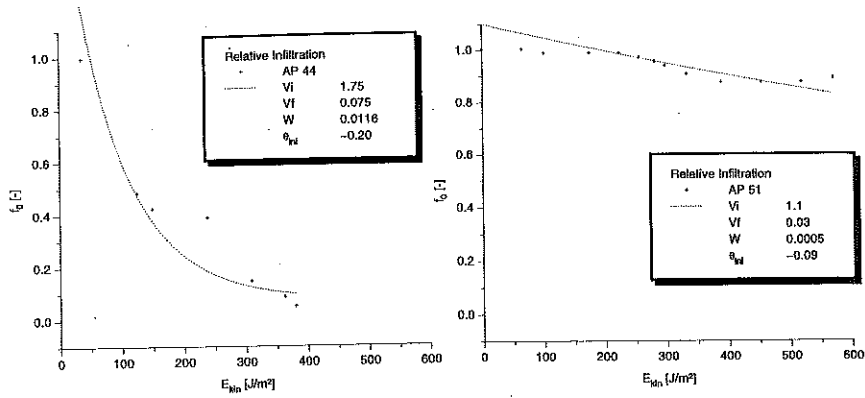 Relative Infiltration
AP 44
Vi 1.75
Vf 0.075
W 0.0116
θini ~0.20
1.0
0.8
0.6
0.4
0.2
0.0
f0 [-]
0 100 200 300 400 500 600
Ekin [J/m²]
Relelive Infiltration
AP 51
Vi 1.1
Vf 0.03
W 0.0005
θini ~0.09
1.0
0.8
0.6
0.4
0.2
0.0
f0 [-]
0 100 200 300 400 500 600
Ekin [J/m²]